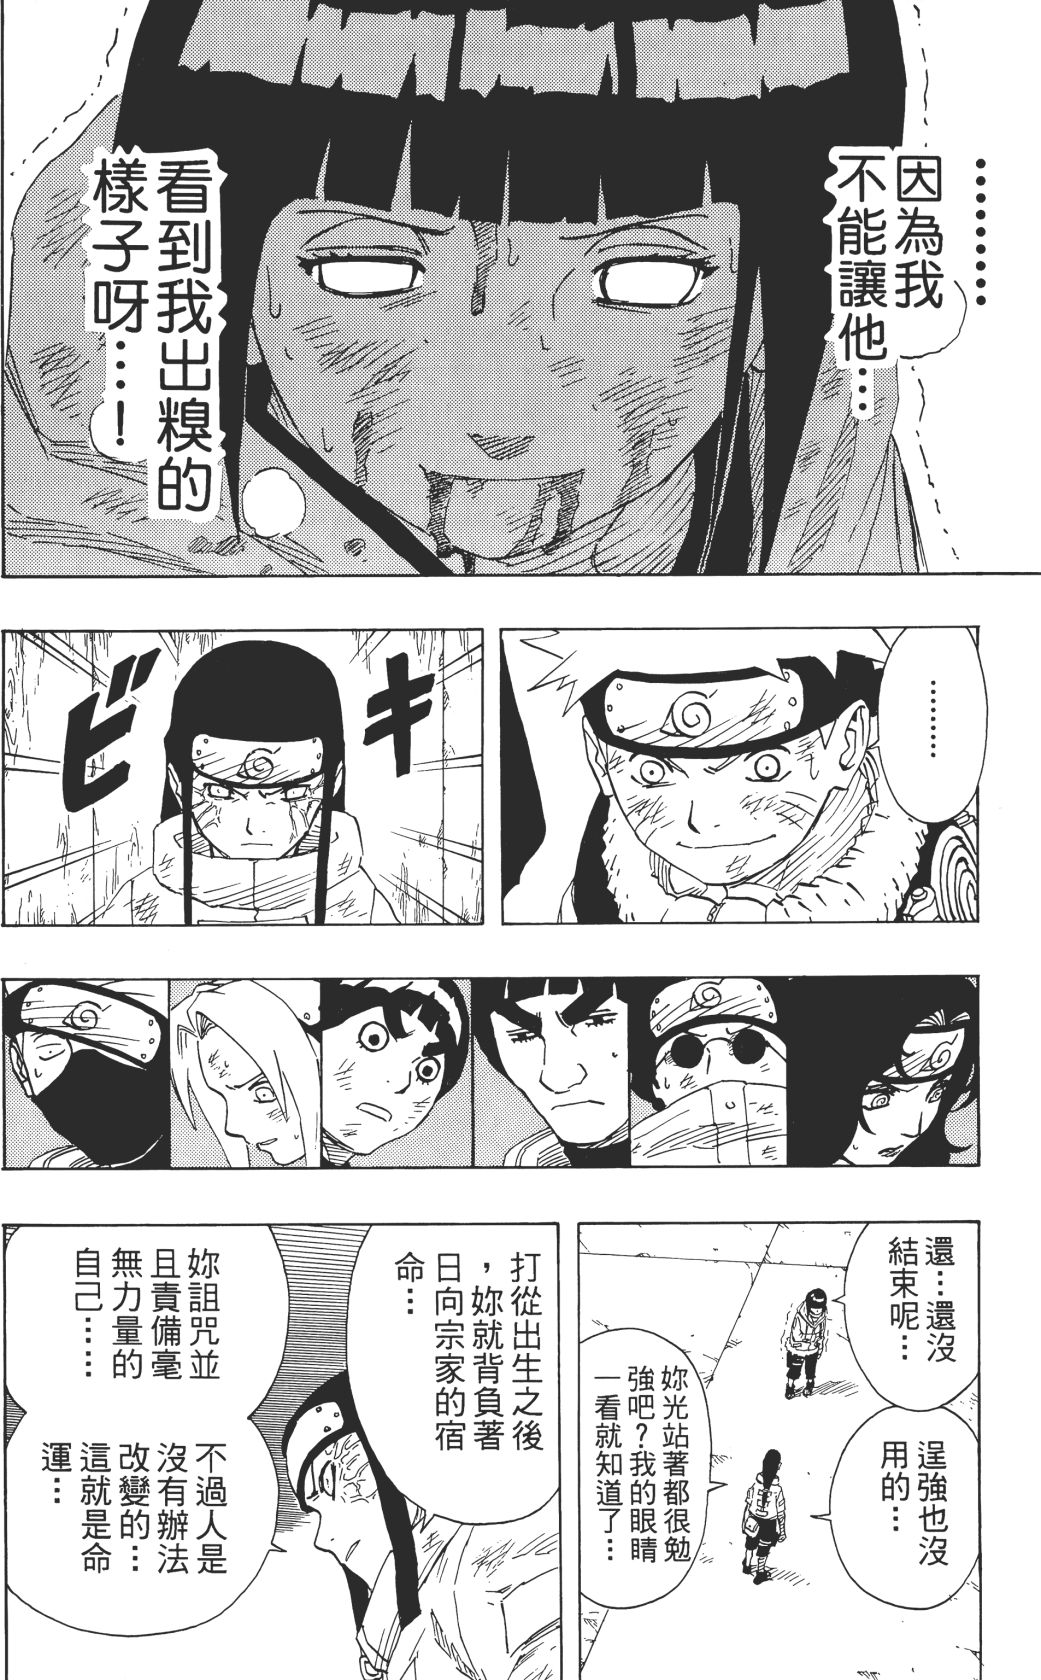 ………
因為我
不能讓他…
看到我出糗的
樣子呀…！
………
キ
ビ
還…還沒
結束呢…
逞強也沒
用的…
妳光站著都很勉
強吧？我的眼睛
一看就知道了…
打從出生之後
，妳就背負著
日向宗家的宿
命…
妳詛咒並
且責備毫
無力量的
自己……
不過人是
沒有辦法
改變的…
這就是命
運…